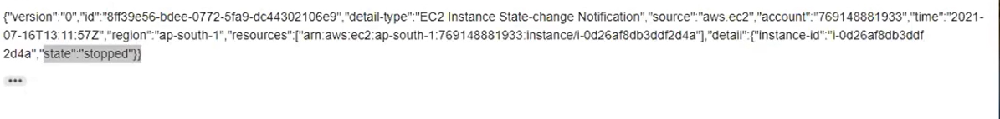 {"version":"0","id":"8ff39e56-bdee-0772-5fa9-dc44302106e9","detail-type":"EC2 Instance State-change Notification","source":"aws.ec2","account":"769148881933","time":"2021-
07-16T13:11:57Z","region":"ap-south-1","resources":["arn:aws:ec2:ap-south-1:769148881933:instance/i-0d26af8db3ddf2d4a"],"detail":{"instance-id":"i-0d26af8db3ddf
2d4a","state":"stopped"}}